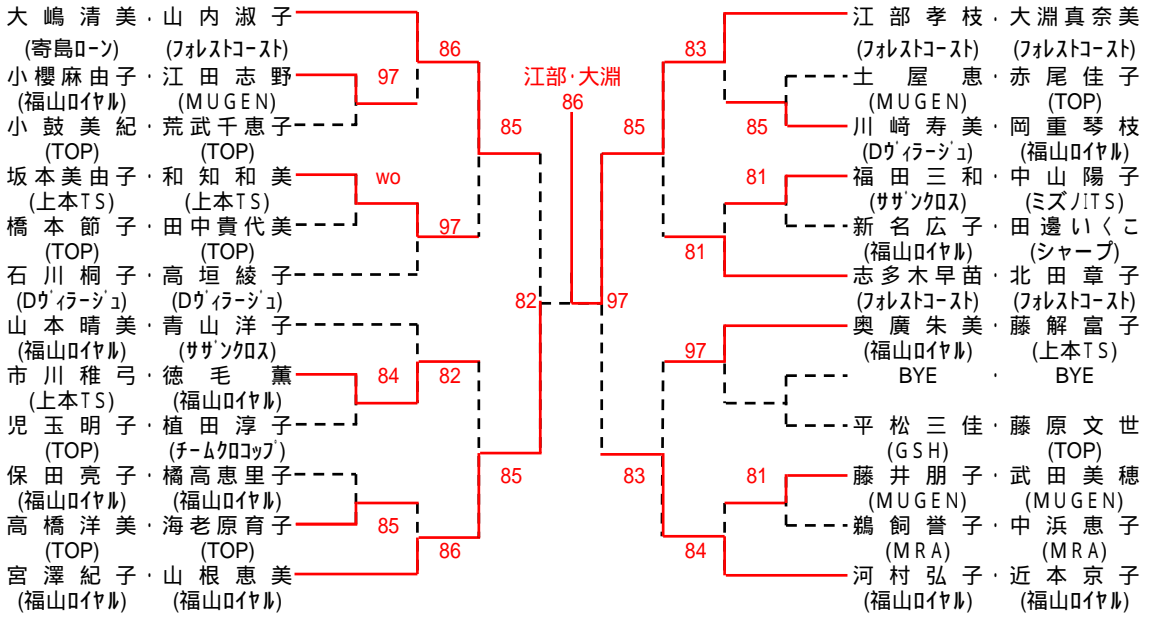 大嶋清美・山内淑子
(寄島ローン) (フォレストコースト)
86
小櫻麻由子・江田志野
97
(福山ロイヤル) (MUGEN)
小鼓美紀・荒武千恵子
85
(TOP) (TOP)
坂本美由子・和知和美
wo
(上本TS) (上本TS)
橋本節子・田中貴代美
97
(TOP) (TOP)
石川桐子・高垣綾子
(Dヴィラージュ) (Dヴィラージュ)
82
山本晴美・青山洋子
(福山ロイヤル) (サザンクロス)
市川稚弓・徳毛薫
84
82
(上本TS) (福山ロイヤル)
児玉明子・植田淳子
(TOP) (チームクロコップ)
保田亮子・橘高恵里子
85
(福山ロイヤル) (福山ロイヤル)
高橋洋美・海老原育子
85
(TOP) (TOP)
86
宮澤紀子・山根恵美
(福山ロイヤル) (福山ロイヤル)
江部・大淵
86
97
江部孝枝・大淵真奈美
83
(フォレストコースト) (フォレストコースト)
土屋恵・赤尾佳子
(MUGEN) (TOP)
85
85
川﨑寿美・岡重琴枝
(Dヴィラージュ) (福山ロイヤル)
81
福田三和・中山陽子
(サザンクロス) (ミズノITS)
新名広子・田邊いくこ
81
(福山ロイヤル) (シャープ)
志多木早苗・北田章子
(フォレストコースト) (フォレストコースト)
奥廣朱美・藤解富子
97
(福山ロイヤル) (上本TS)
BYE ・ BYE
平松三佳・藤原文世
(GSH) (TOP)
83
81
藤井朋子・武田美穂
(MUGEN) (MUGEN)
鵜飼誉子・中浜恵子
84
(MRA) (MRA)
河村弘子・近本京子
(福山ロイヤル) (福山ロイヤル)